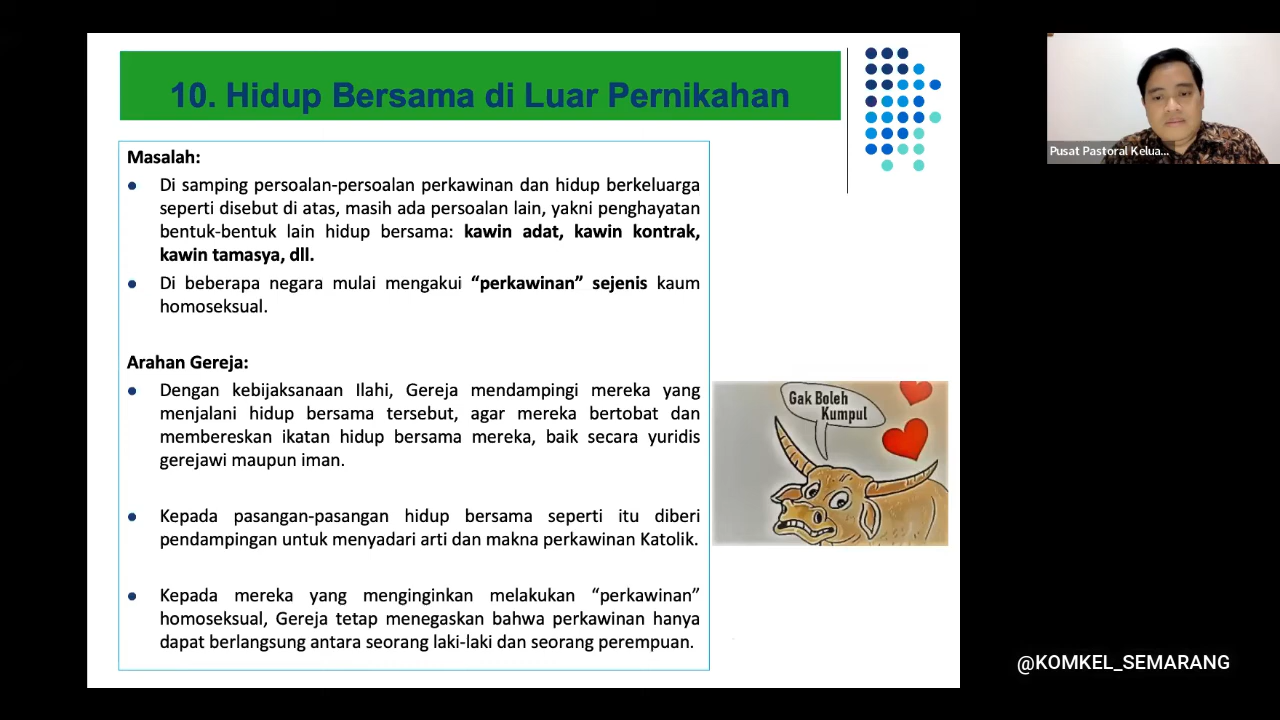 10. Hidup Bersama di Luar Pernikahan
Masalah:
Di samping persoalan-persoalan perkawinan dan hidup berkeluarga
seperti disebut di atas, masih ada persoalan lain, yakni penghayatan
bentuk-bentuk lain hidup bersama: kawin adat, kawin kontrak,
kawin tamasya, dll.
Di beberapa negara mulai mengakui “perkawinan” sejenis kaum
homoseksual.
Arahan Gereja:
Dengan kebijaksanaan Ilahi, Gereja mendampingi mereka yang
menjalani hidup bersama tersebut, agar mereka bertobat dan
membereskan ikatan hidup bersama mereka, baik secara yuridis
gerejawi maupun iman.
Kepada pasangan-pasangan hidup bersama seperti itu diberi
pendampingan untuk menyadari arti dan makna perkawinan Katolik.
Kepada mereka yang menginginkan melakukan “perkawinan”
homoseksual, Gereja tetap menegaskan bahwa perkawinan hanya
dapat berlangsung antara seorang laki-laki dan seorang perempuan.
Gak Boleh
Kumpul
Pusat Pastoral Kelua...
@KOMKEL_SEMARANG